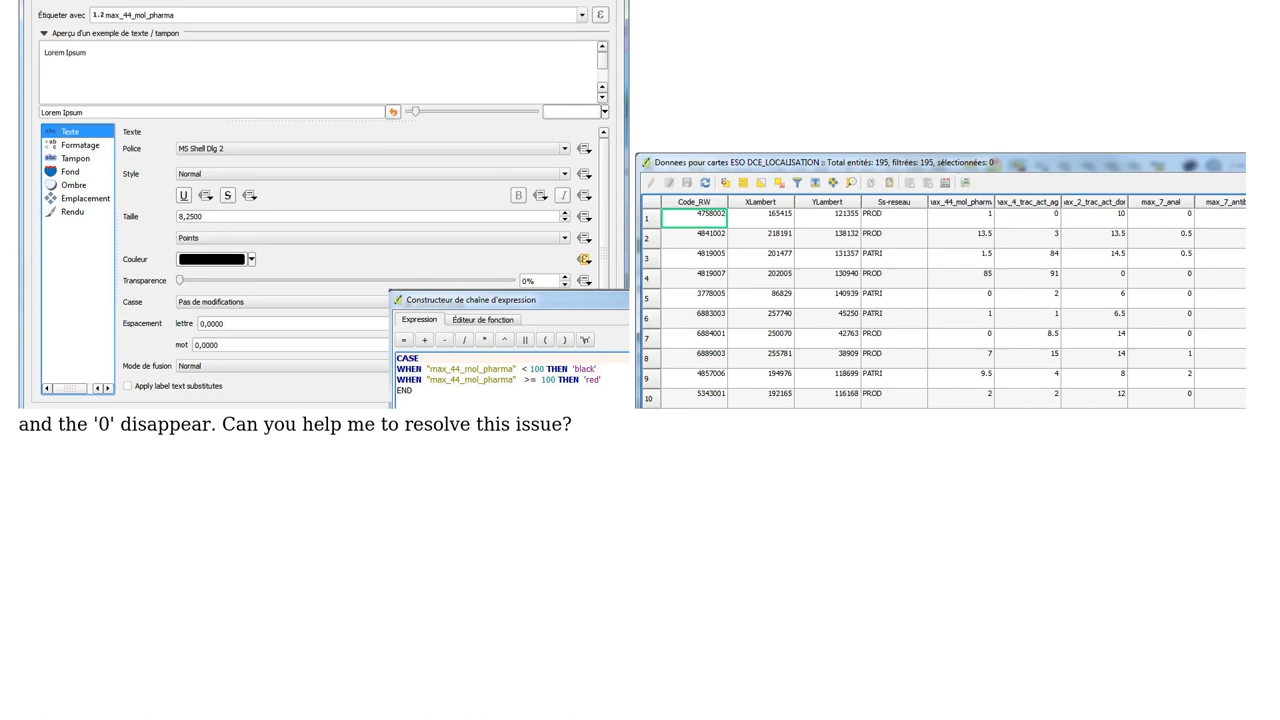 Étiqueter avec 1.2 max_44_mol_pharma ε
Aperçu d'un exemple de texte / tampon
Lorem Ipsum
Lorem Ipsum
abc Texte
+ab <c Formatage
abc Tampon
Fond
Ombre
Emplacement
Rendu
Texte
Police MS Shell Dlg 2
Style Normal
U S B I
Taille 8,2500
Points
Couleur
Transparence 0%
Casse Pas de modifications
Espacement lettre 0,0000
mot 0,0000
Mode de fusion Normal
Apply label text substitutes
Constructeur de chaîne d'expression
Expression Éditeur de fonction
= + - / * ^ || ( ) '\n'
CASE
WHEN "max_44_mol_pharma" < 100 THEN 'black'
WHEN "max_44_mol_pharma" >= 100 THEN 'red'
END
Donnees pour cartes ESO DCE_LOCALISATION :: Total entités: 195, filtrées: 195, sélectionnées: 0
Code_RW XLambert YLambert Ss-reseau nax_44_mol_pharm nax_4_trac_act_ag nax_2_trac_act_dor max_7_anal max_7_antib
1 4758002 165415 121355 PROD 1 0 10 0
2 4841002 218191 138132 PROD 13.5 3 13.5 0.5
3 4819005 201477 131357 PATRI 1.5 84 14.5 0.5
4 4819007 202005 130940 PROD 85 91 0 0
5 3778005 86829 140939 PATRI 0 2 6 0
6 6883003 257740 45250 PATRI 1 1 6.5 0
7 6884001 250070 42763 PROD 0 8.5 14 0
8 6889003 255781 38909 PROD 7 15 14 1
9 4857006 194976 118699 PATRI 9.5 4 8 2
10 5343001 192165 116168 PROD 2 2 12 0
and the '0' disappear. Can you help me to resolve this issue?